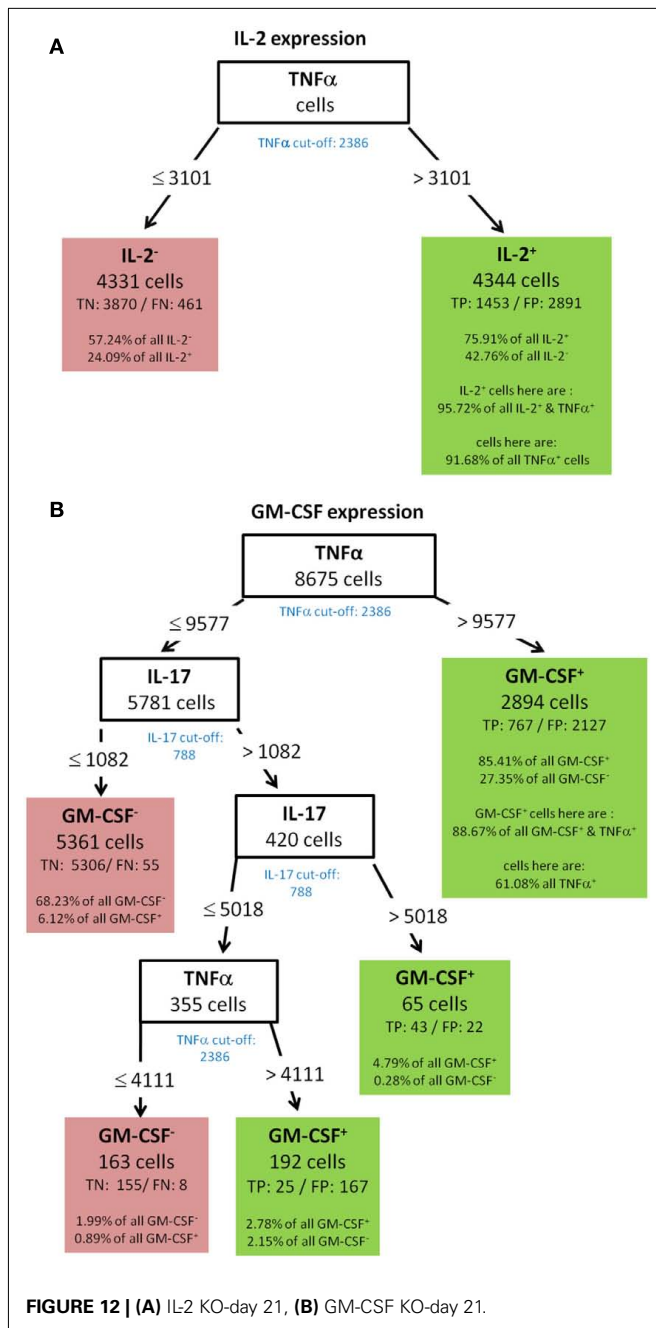 A
IL-2 expression
TNFα
cells
TNFα cut-off: 2386
≤ 3101
> 3101
IL-2⁻
4331 cells
TN: 3870 / FN: 461
57.24% of all IL-2⁻
24.09% of all IL-2⁺
IL-2⁺
4344 cells
TP: 1453 / FP: 2891
75.91% of all IL-2⁺
42.76% of all IL-2⁻
IL-2⁺ cells here are :
95.72% of all IL-2⁺ & TNFα⁺
cells here are:
91.68% of all TNFα⁺ cells
B
GM-CSF expression
TNFα
8675 cells
TNFα cut-off: 2386
≤ 9577
> 9577
IL-17
5781 cells
IL-17 cut-off:
788
≤ 1082
> 1082
GM-CSF⁺
2894 cells
TP: 767 / FP: 2127
85.41% of all GM-CSF⁺
27.35% of all GM-CSF⁻
GM-CSF⁺ cells here are :
88.67% of all GM-CSF⁺ & TNFα⁺
cells here are:
61.08% all TNFα⁺
GM-CSF⁻
5361 cells
TN: 5306/ FN: 55
68.23% of all GM-CSF⁻
6.12% of all GM-CSF⁺
IL-17
420 cells
IL-17 cut-off:
788
≤ 5018
> 5018
TNFα
355 cells
TNFα cut-off:
2386
GM-CSF⁺
65 cells
TP: 43 / FP: 22
4.79% of all GM-CSF⁺
0.28% of all GM-CSF⁻
≤ 4111
> 4111
GM-CSF⁻
163 cells
TN: 155/ FN: 8
1.99% of all GM-CSF⁻
0.89% of all GM-CSF⁺
GM-CSF⁺
192 cells
TP: 25 / FP: 167
2.78% of all GM-CSF⁺
2.15% of all GM-CSF⁻
FIGURE 12 | (A) IL-2 KO-day 21, (B) GM-CSF KO-day 21.